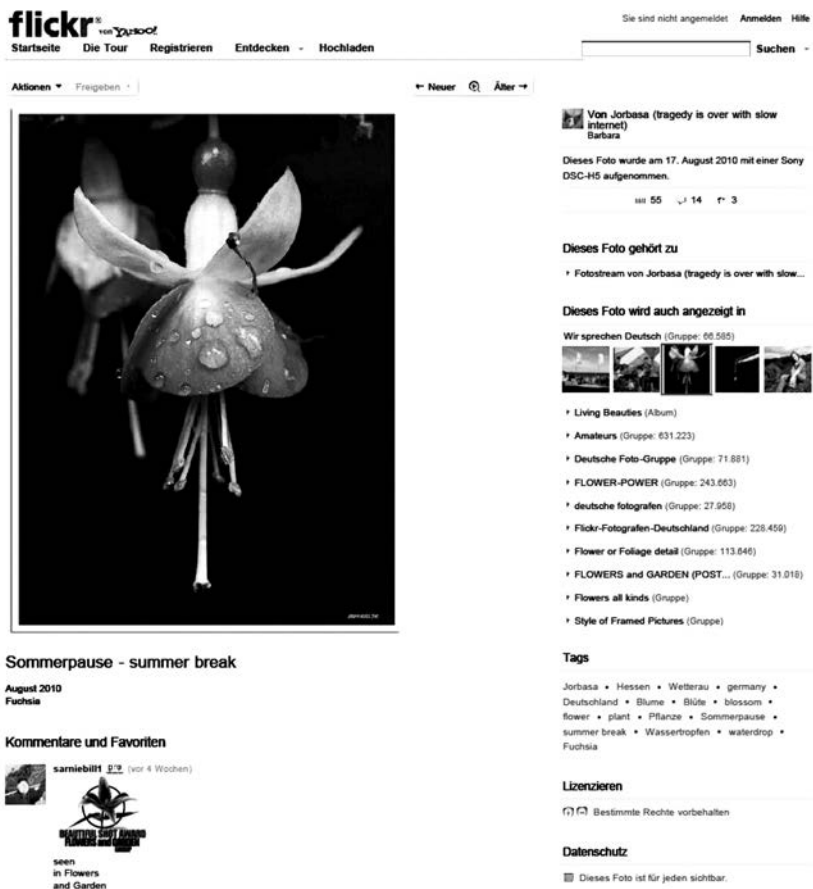 flickr® VON YAHOO!
Sie sind nicht angemeldet Anmelden Hilfe
Startseite Die Tour Registrieren Entdecken Hochladen
Suchen
Aktionen Freigeben
← Neuer Älter →
Von Jorbasa (tragedy is over with slow
internet)
Barbara
Dieses Foto wurde am 17. August 2010 mit einer Sony
DSC-H5 aufgenommen.
55 14 3
Dieses Foto gehört zu
Fotostream von Jorbasa (tragedy is over with slow...
Dieses Foto wird auch angezeigt in
Wir sprechen Deutsch (Gruppe: 66.585)
Living Beauties (Album)
Amateurs (Gruppe: 631.223)
Deutsche Foto-Gruppe (Gruppe: 71.881)
FLOWER-POWER (Gruppe: 243.663)
deutsche fotografen (Gruppe: 27.958)
Flickr-Fotografen-Deutschland (Gruppe: 228.459)
Flower or Foliage detail (Gruppe: 113.646)
FLOWERS and GARDEN (POST... (Gruppe: 31.018)
Flowers all kinds (Gruppe)
Style of Framed Pictures (Gruppe)
Tags
Jorbasa • Hessen • Wetterau • germany •
Deutschland • Blume • Blüte • blossom •
flower • plant • Pflanze • Sommerpause •
summer break • Wassertropfen • waterdrop •
Fuchsia
Lizenzieren
Bestimmte Rechte vorbehalten
Datenschutz
Dieses Foto ist für jeden sichtbar.
Sommerpause - summer break
August 2010
Fuchsia
Kommentare und Favoriten
sarniebill1 pro (vor 4 Wochen)
BEAUTIFUL SHOT AWARD
FLOWERS and GARDEN
seen
in Flowers
and Garden